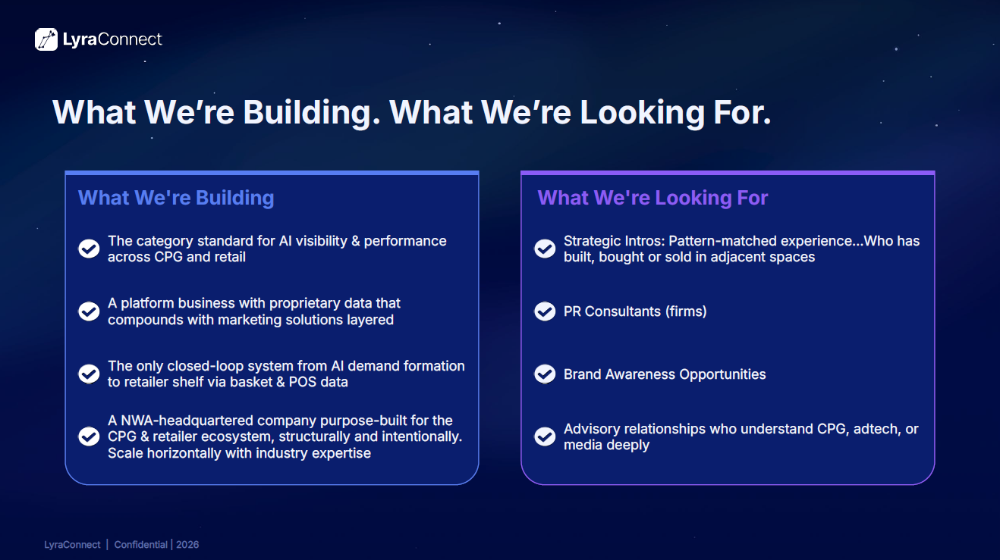 LyraConnect
What We’re Building. What We’re Looking For.
What We're Building
The category standard for AI visibility & performance
across CPG and retail
A platform business with proprietary data that
compounds with marketing solutions layered
The only closed-loop system from AI demand formation
to retailer shelf via basket & POS data
A NWA-headquartered company purpose-built for the
CPG & retailer ecosystem, structurally and intentionally.
Scale horizontally with industry expertise
What We're Looking For
Strategic Intros: Pattern-matched experience...Who has
built, bought or sold in adjacent spaces
PR Consultants (firms)
Brand Awareness Opportunities
Advisory relationships who understand CPG, adtech, or
media deeply
LyraConnect | Confidential | 2026